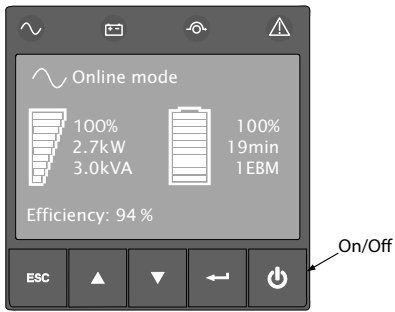 Online mode
100%
2.7kW
3.0kVA
100%
19min
1EBM
Efficiency: 94 %
On/Off
ESC